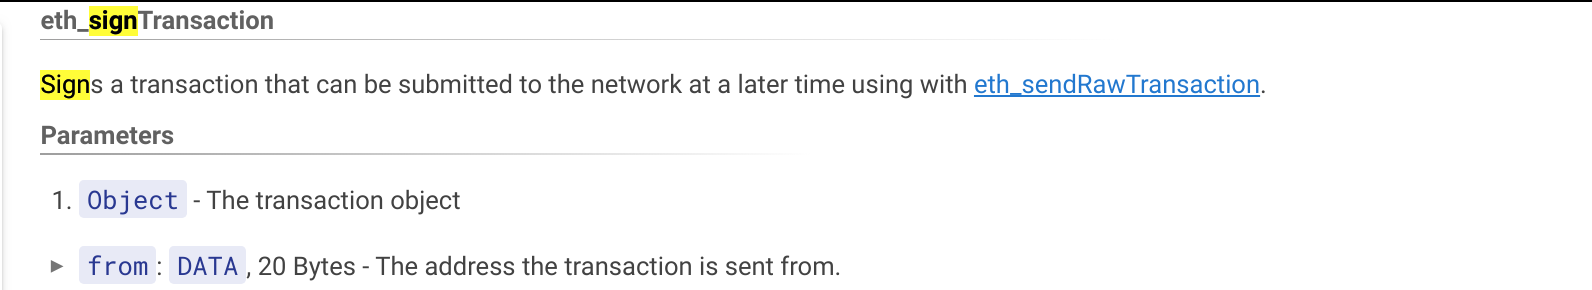 eth_signTransaction
Signs a transaction that can be submitted to the network at a later time using with eth_sendRawTransaction.
Parameters
1. Object - The transaction object
► from: DATA, 20 Bytes - The address the transaction is sent from.